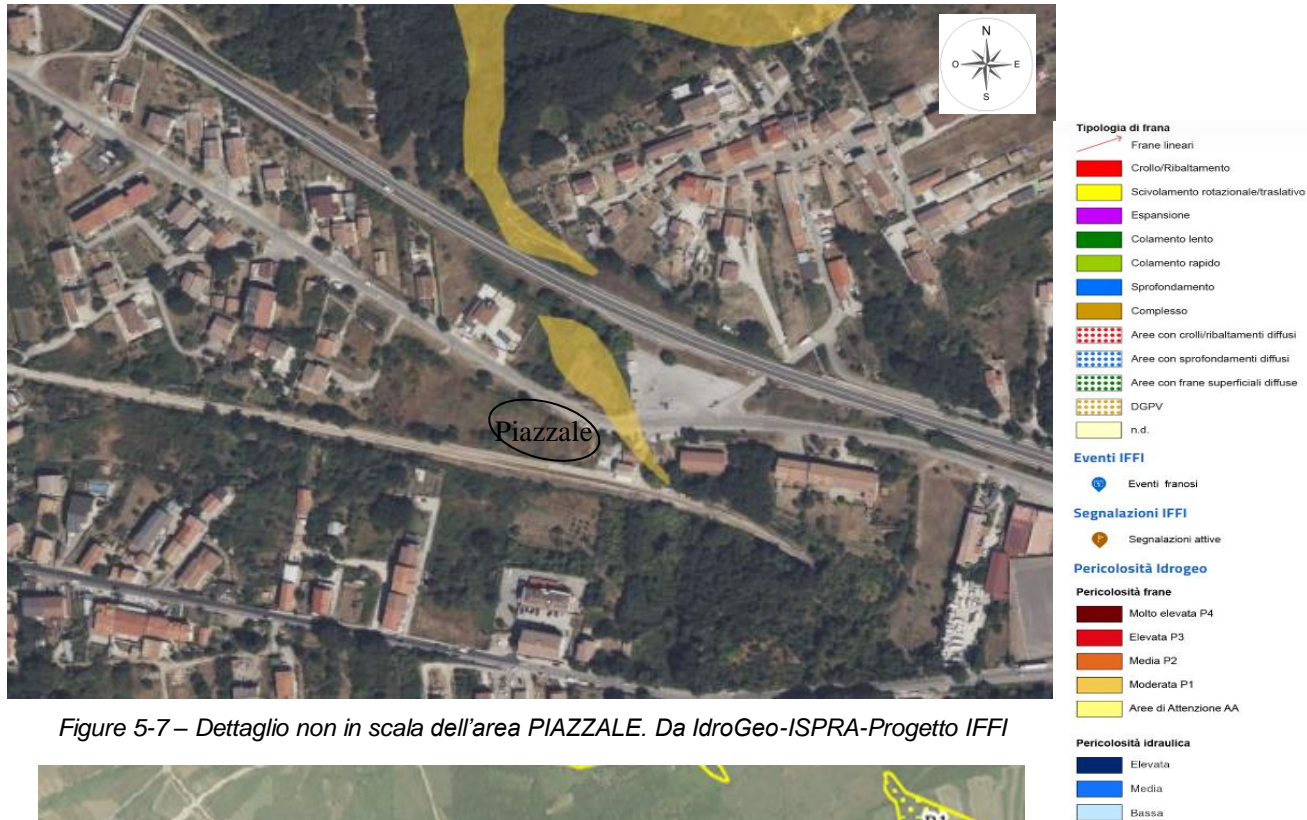 N
O E
S
Piazzale
Tipologia di frana
Frane lineari
Crollo/Ribaltamento
Scivolamento rotazionale/traslativo
Espansione
Colamento lento
Colamento rapido
Sprofondamento
Complesso
Aree con crolli/ribaltamenti diffusi
Aree con sprofondamenti diffusi
Aree con frane superficiali diffuse
DGPV
n.d.
Eventi IFFI
Eventi franosi
Segnalazioni IFFI
Segnalazioni attive
Pericolosità Idrogeo
Pericolosità frane
Molto elevata P4
Elevata P3
Media P2
Moderata P1
Aree di Attenzione AA
Pericolosità idraulica
Elevata
Media
Bassa
Figure 5-7 – Dettaglio non in scala dell'area PIAZZALE. Da IdroGeo-ISPRA-Progetto IFFI